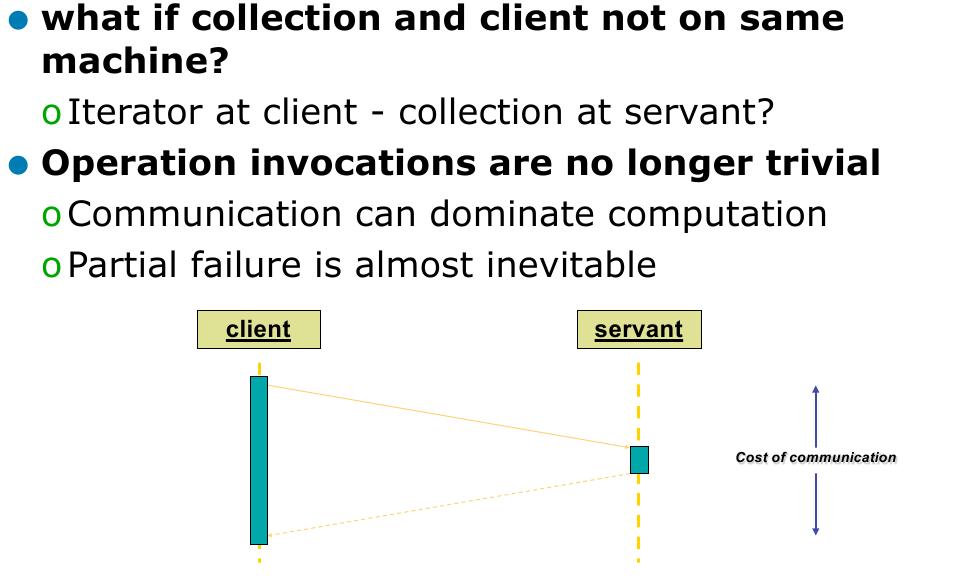 what if collection and client not on same
machine?
o Iterator at client - collection at servant?
Operation invocations are no longer trivial
o Communication can dominate computation
o Partial failure is almost inevitable
client
servant
Cost of communication